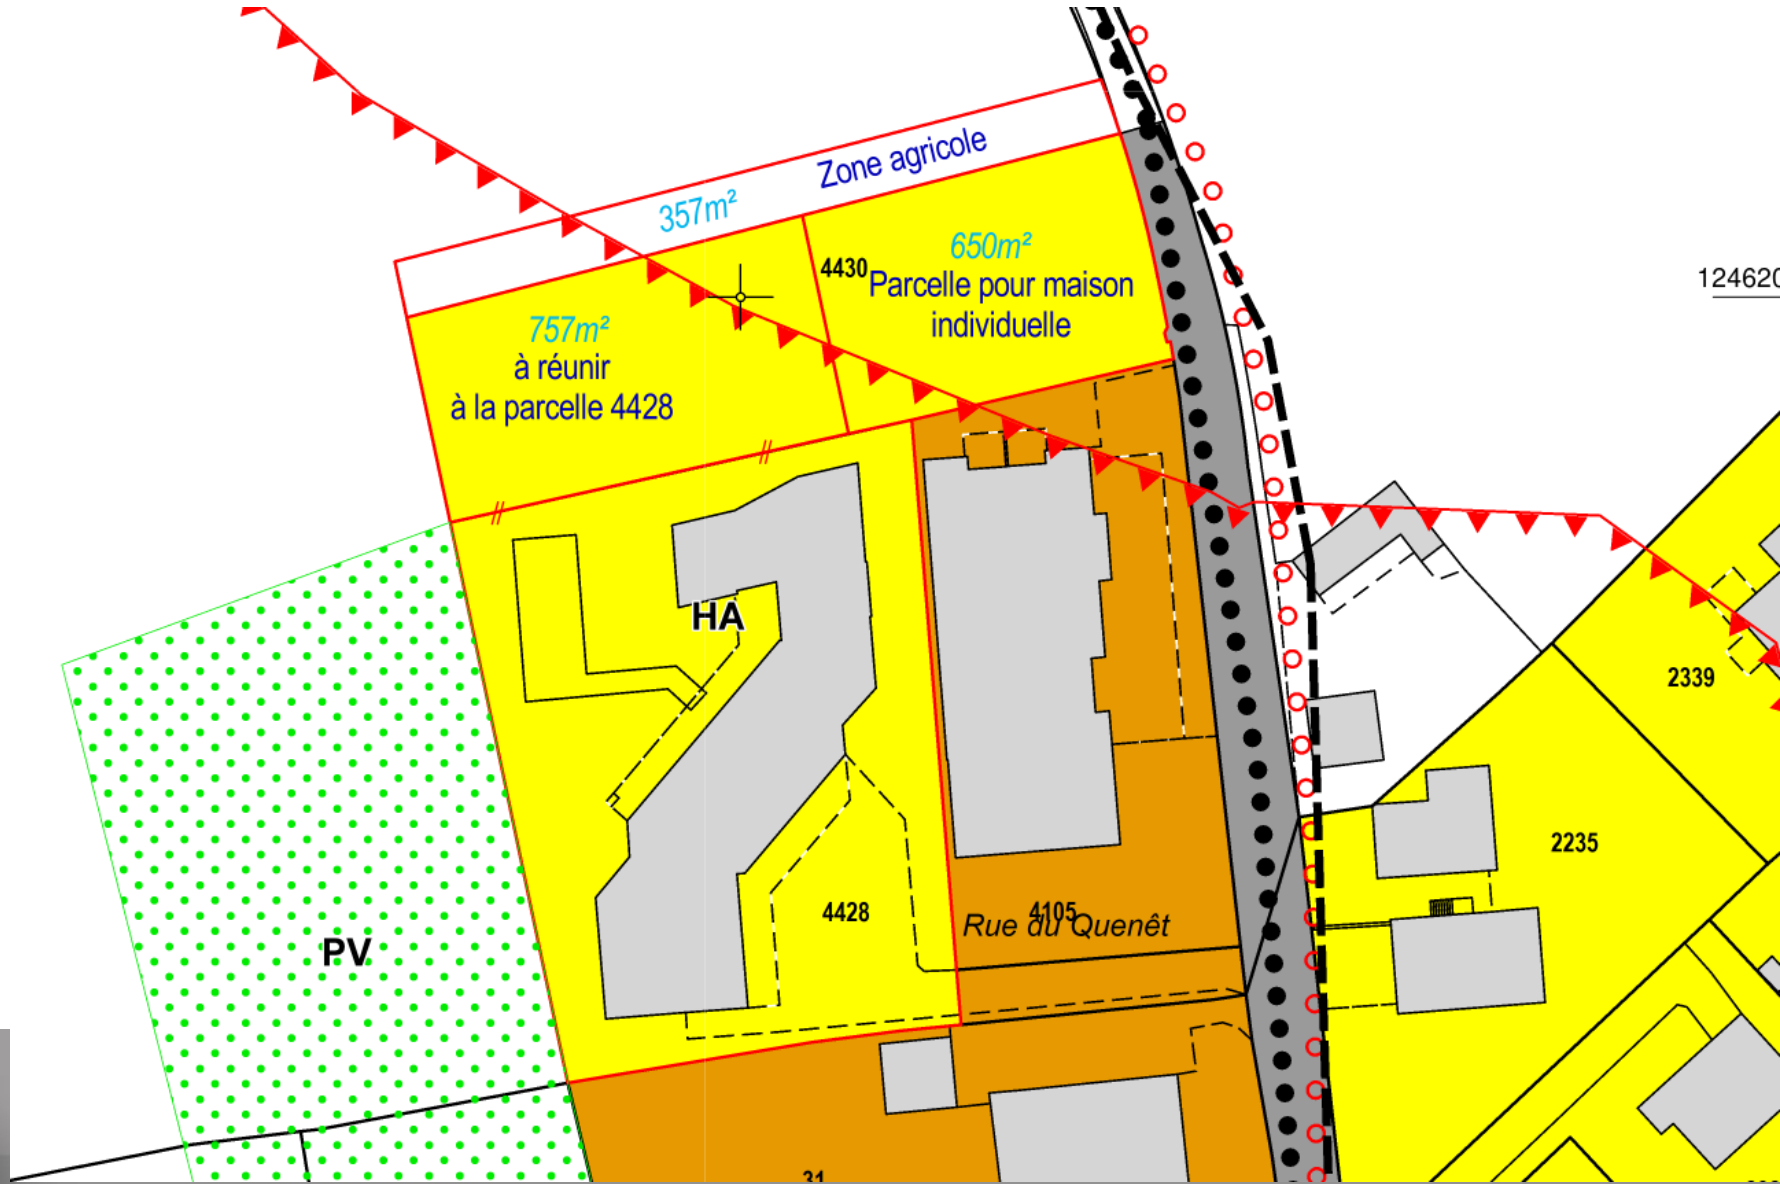 Zone agricole
357m²
650m²
4430
Parcelle pour maison
individuelle
124620
757m²
à réunir
à la parcelle 4428
HA
2339
2235
4428
4105
Rue du Quenêt
PV
31